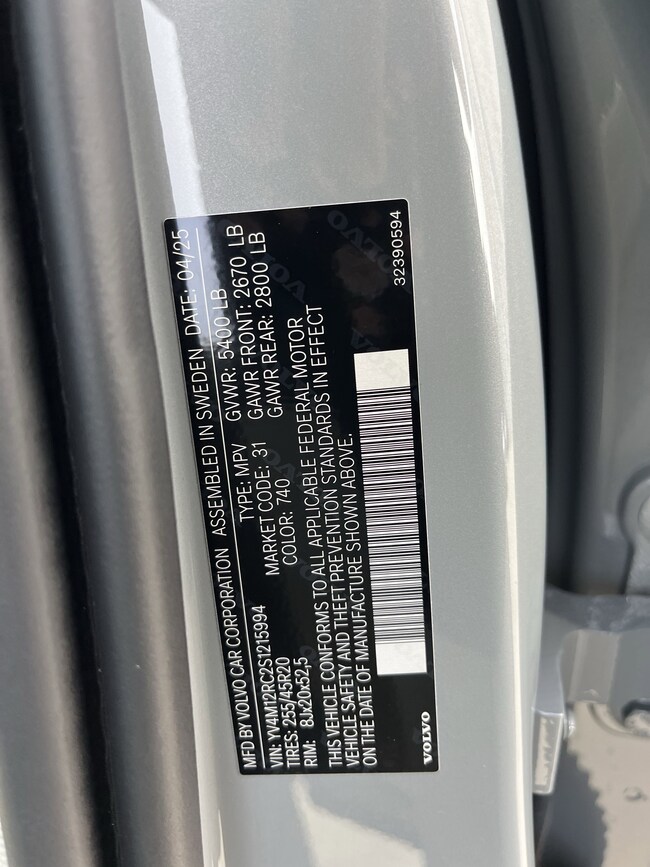 MFD BY VOLVO CAR CORPORATION ASSEMBLED IN SWEDEN DATE: 04/25
VIN: YV4M12RC2S1215994 TYPE: MPV GVWR: 5400 LB
TIRES: 255/45R20 MARKET CODE: 31 GAWR FRONT: 2670 LB
RIM: 8Jx20x52,5 COLOR: 740 GAWR REAR: 2800 LB
THIS VEHICLE CONFORMS TO ALL APPLICABLE FEDERAL MOTOR
VEHICLE SAFETY AND THEFT PREVENTION STANDARDS IN EFFECT
ON THE DATE OF MANUFACTURE SHOWN ABOVE.
VOLVO 32390594